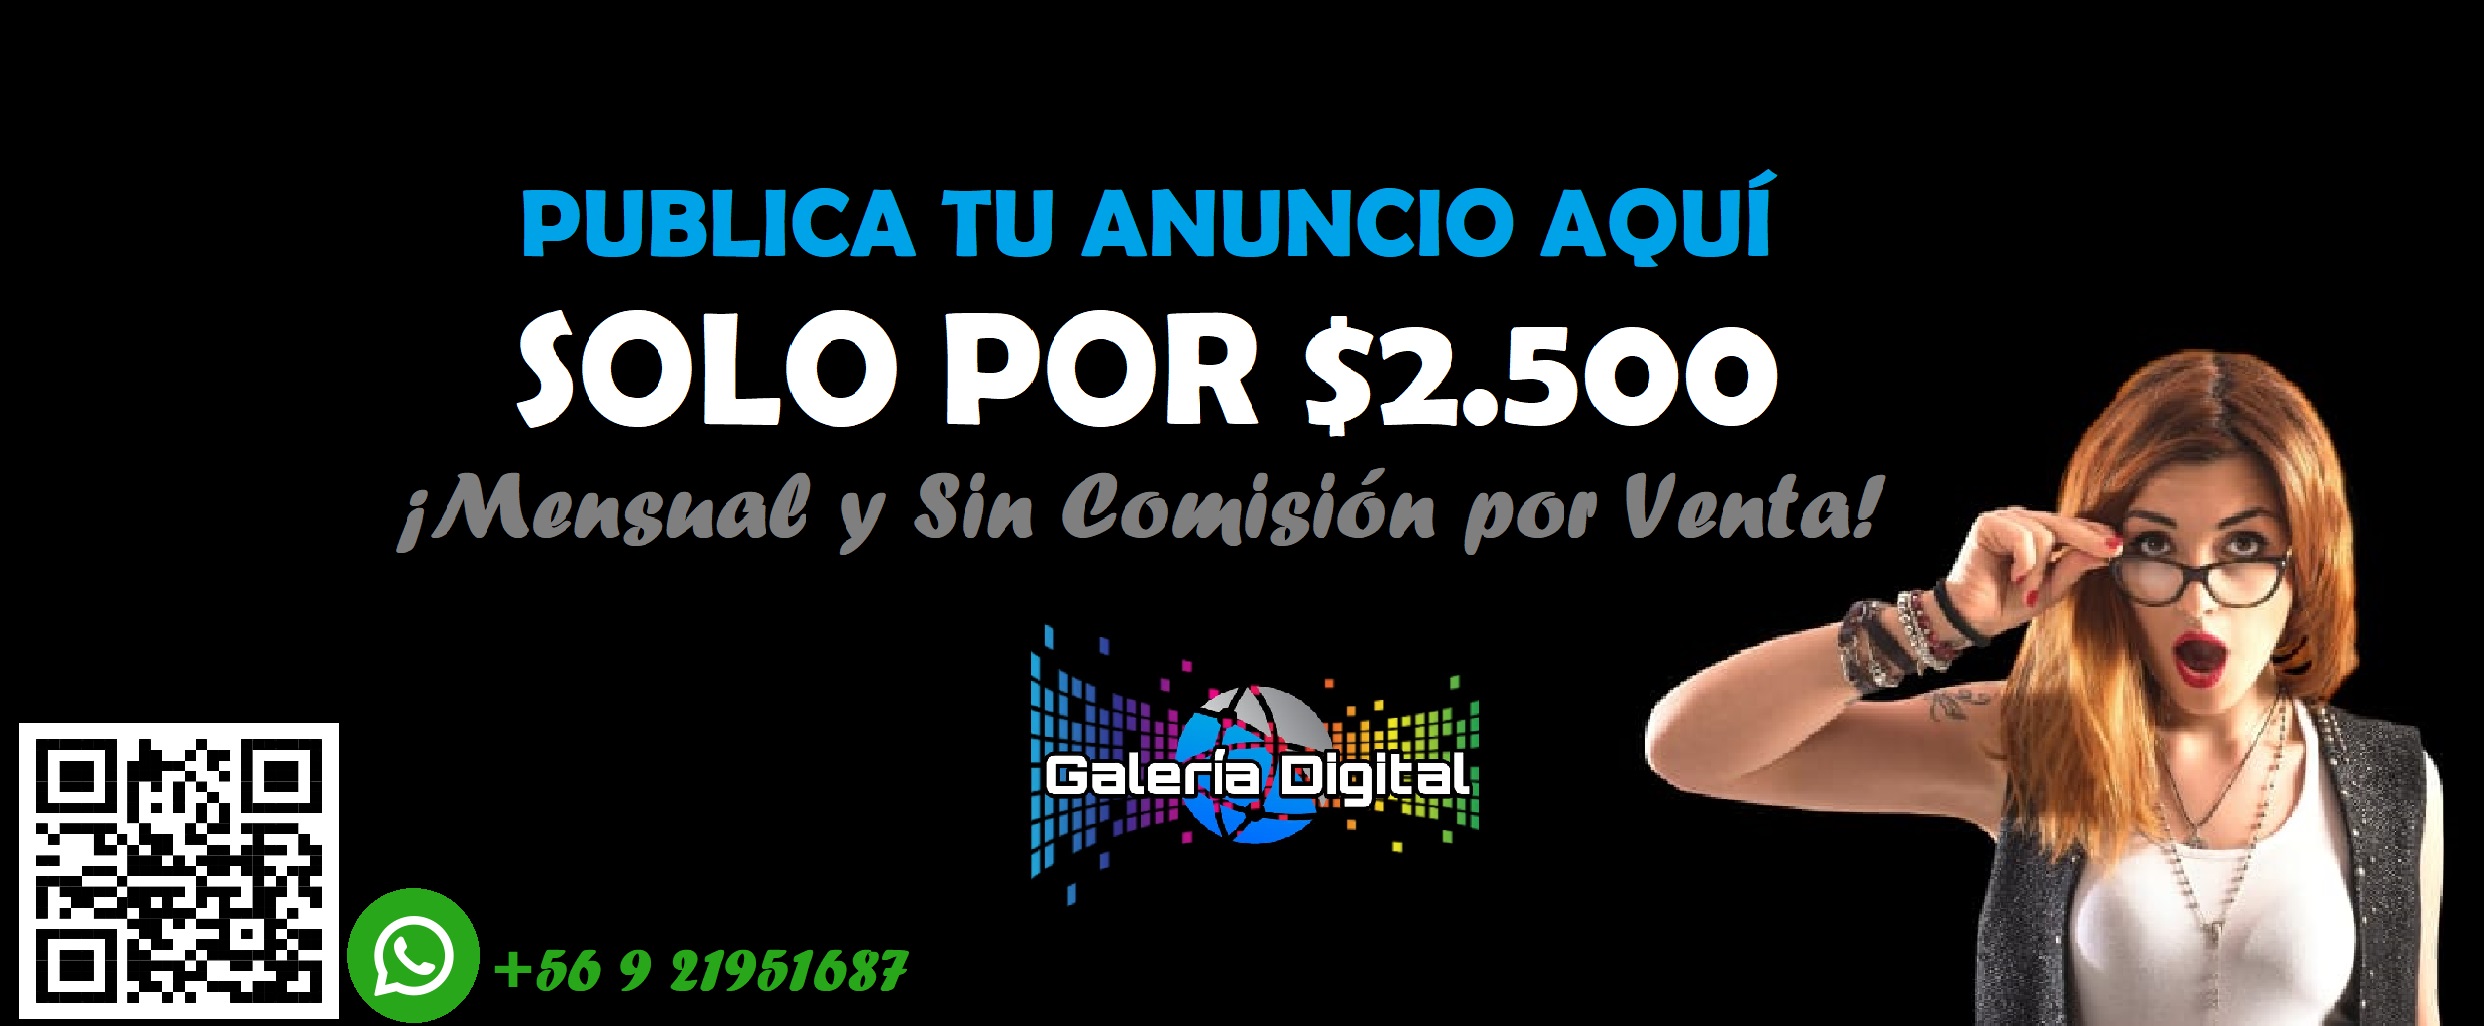 PUBLICA TU ANUNCIO AQUÍ
SOLO POR $2.500
¡Mensual y Sin Comisión por Venta!
Galería Digital
+56 9 21951687